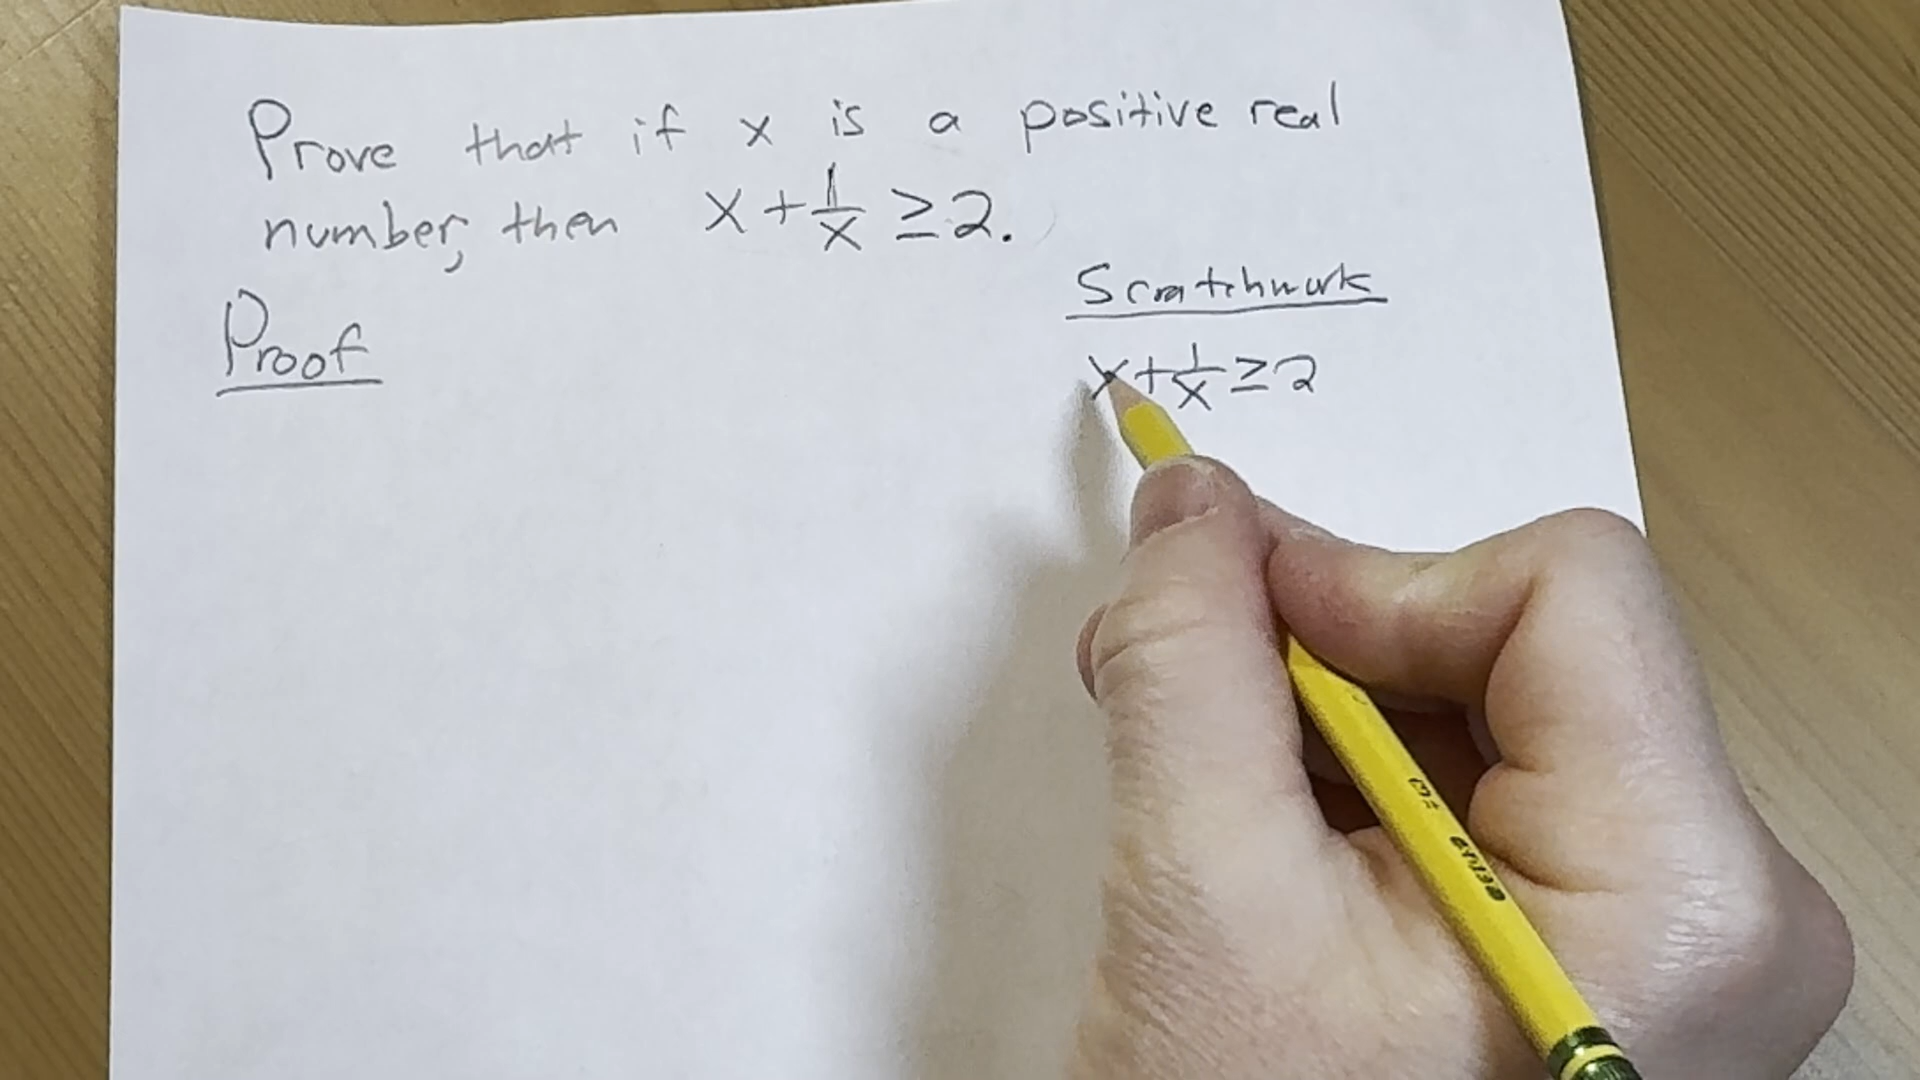 Prove that if x is a positive real
number, then x + 1/x ≥ 2.
Proof
Scratchwork
x + 1/x ≥ 2